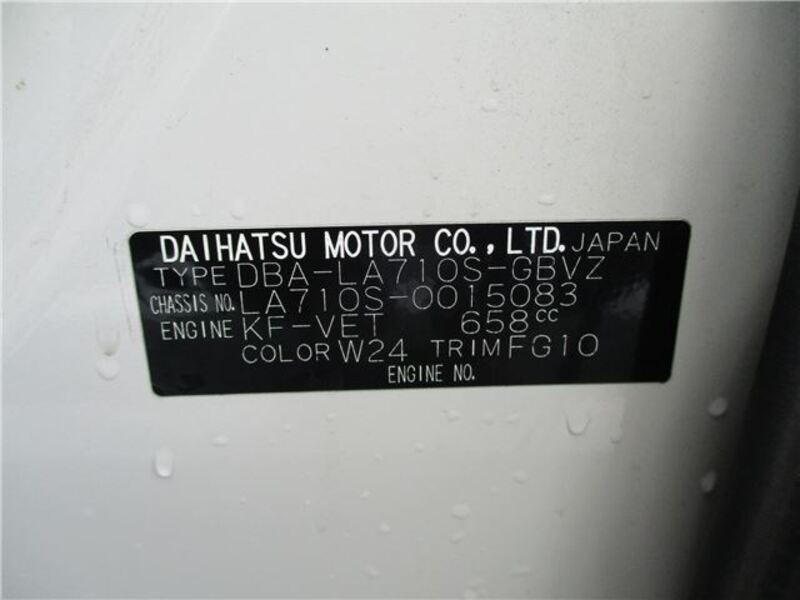 DAIHATSU MOTOR CO.,LTD. JAPAN
TYPE DBA-LA710S-GBVZ
CHASSIS NO. LA710S-0015083
ENGINE KF-VET 658cc
COLOR W24 TRIM FG10
ENGINE NO.